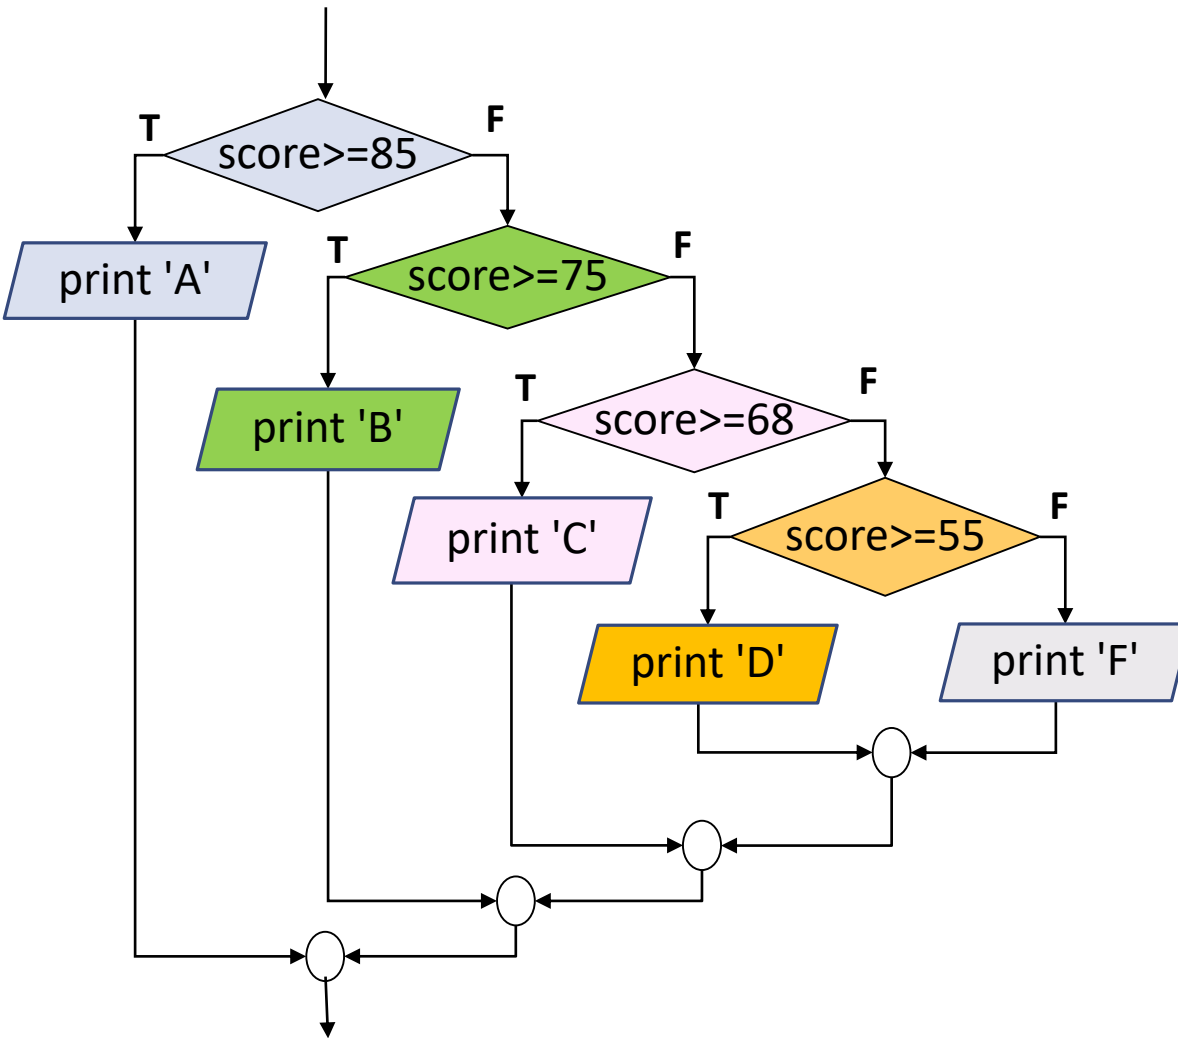 T
F
score>=85
T
F
print 'A'
score>=75
T
F
print 'B'
score>=68
T
F
print 'C'
score>=55
print 'D'
print 'F'